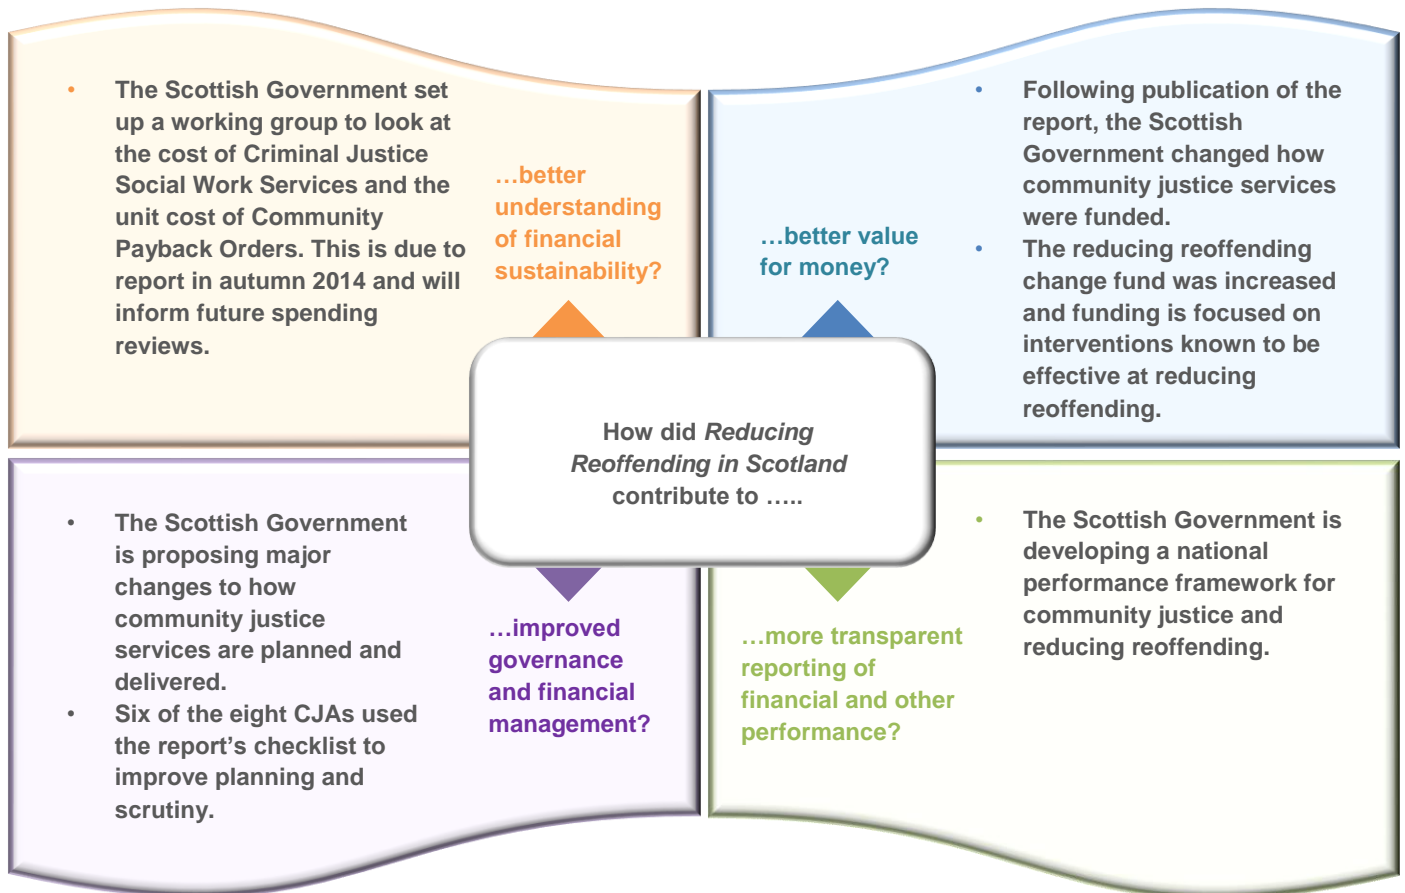 • The Scottish Government set
up a working group to look at
the cost of Criminal Justice
Social Work Services and the
unit cost of Community
Payback Orders. This is due to
report in autumn 2014 and will
inform future spending
reviews.
…better
understanding
of financial
sustainability?
…better value
for money?
• Following publication of the
report, the Scottish
Government changed how
community justice services
were funded.
• The reducing reoffending
change fund was increased
and funding is focused on
interventions known to be
effective at reducing
reoffending.
How did Reducing
Reoffending in Scotland
contribute to …..
• The Scottish Government
is proposing major
changes to how
community justice
services are planned and
delivered.
• Six of the eight CJAs used
the report’s checklist to
improve planning and
scrutiny.
…improved
governance
and financial
management?
…more transparent
reporting of
financial and other
performance?
• The Scottish Government is
developing a national
performance framework for
community justice and
reducing reoffending.